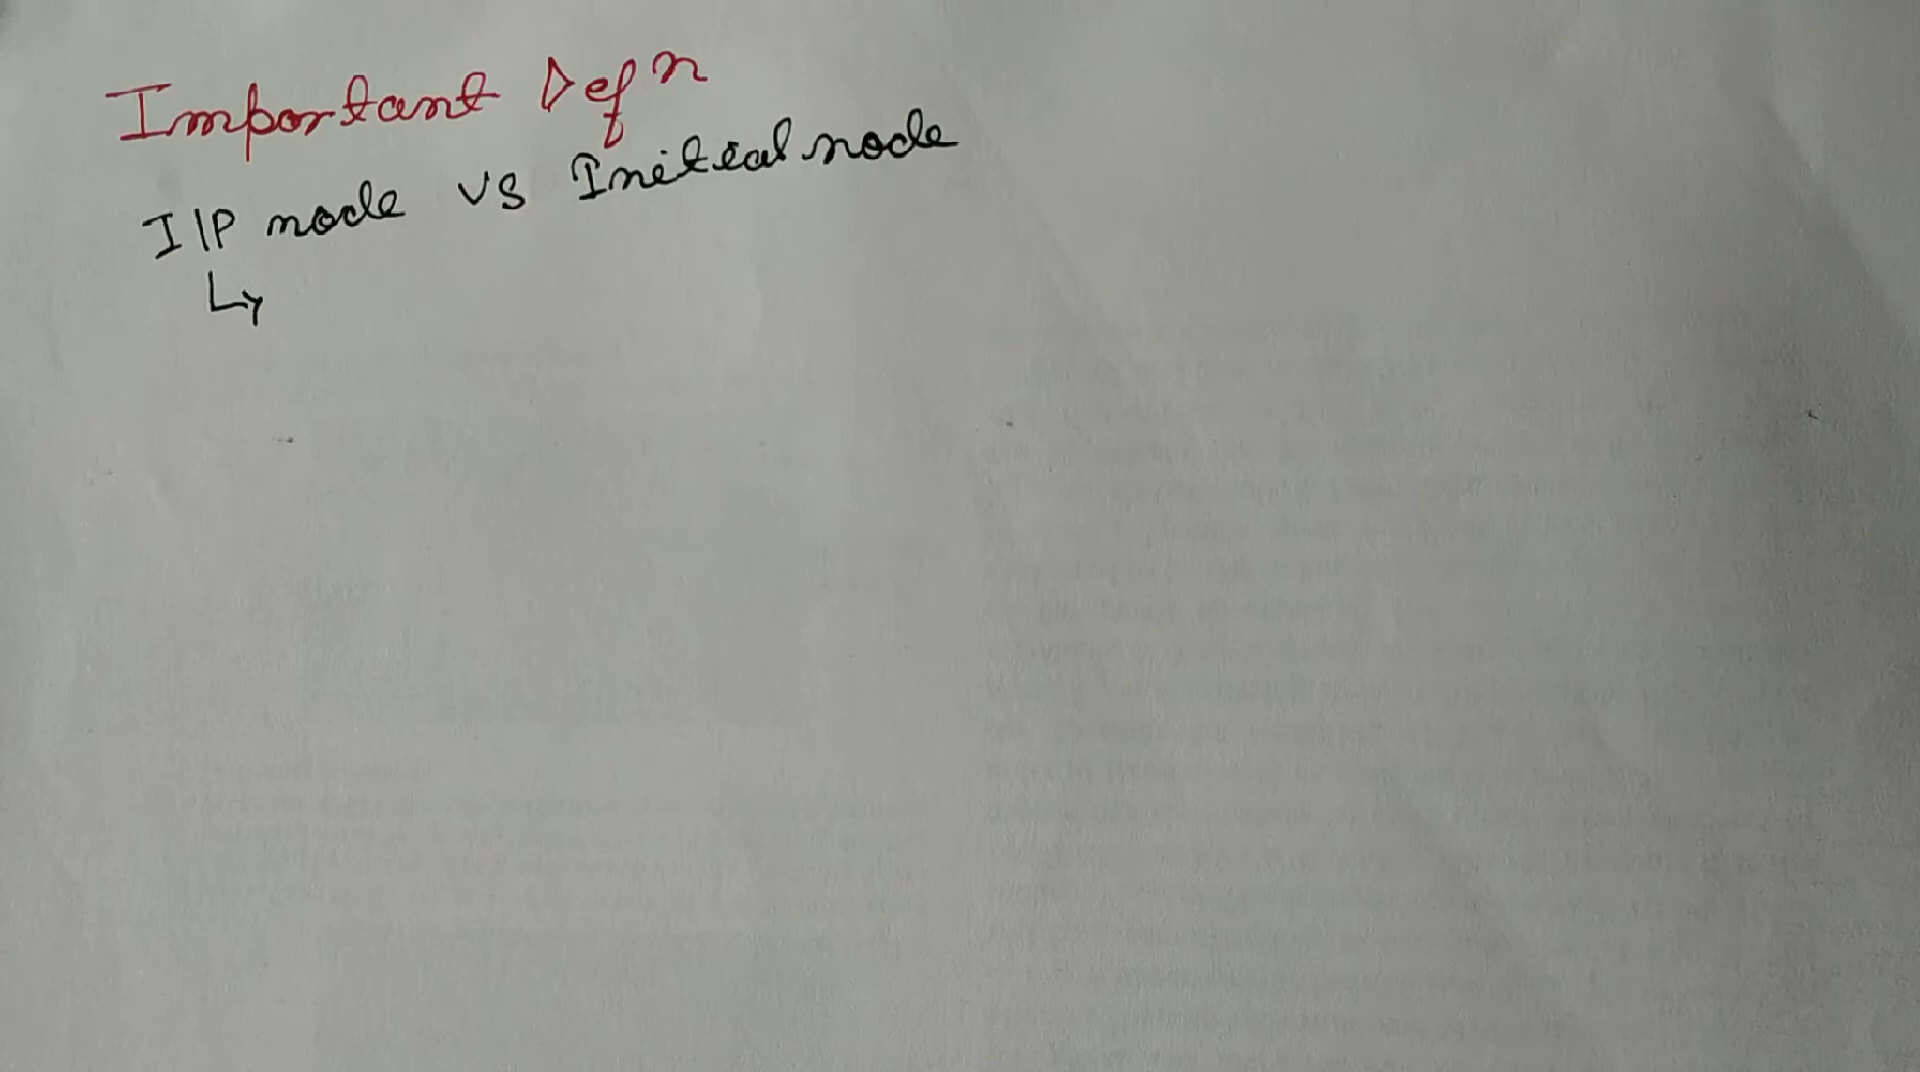 Important Defn
I/P node vs Initial node